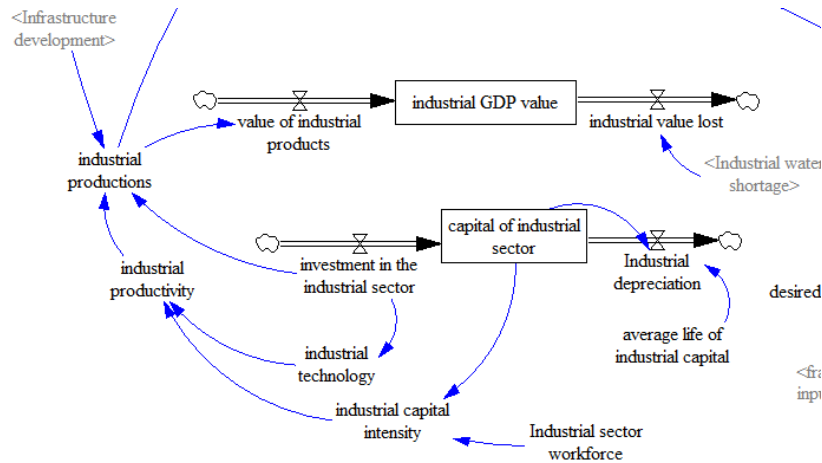 <Infrastructure
development>
industrial GDP value
value of industrial
products
industrial value lost
industrial
productions
<Industrial water
shortage>
capital of industrial
sector
industrial
productivity
investment in the
industrial sector
Industrial
depreciation
desired
average life of
industrial capital
industrial
technology
<fra
inpu
industrial capital
intensity
Industrial sector
workforce